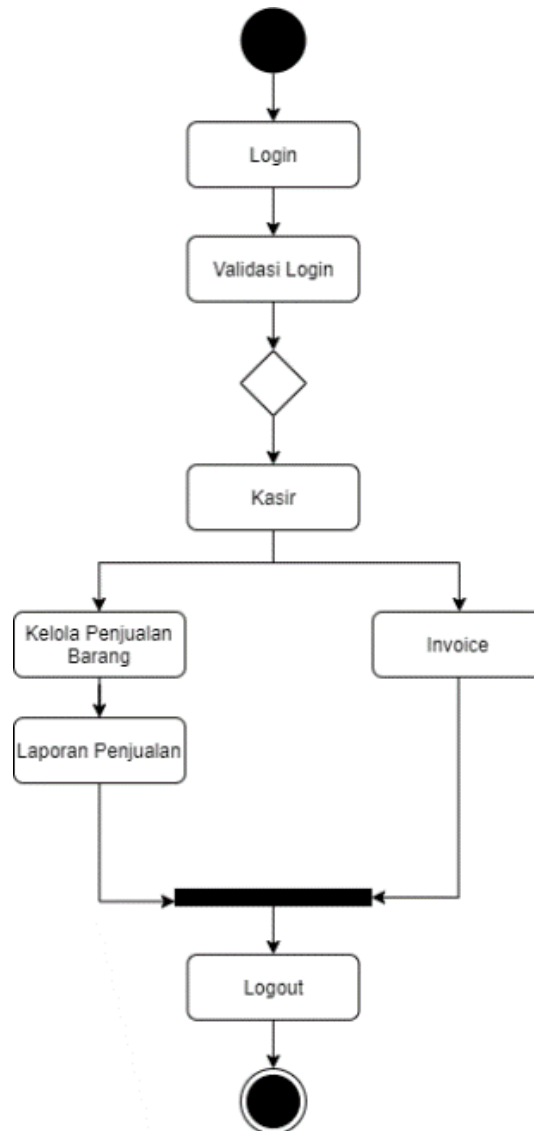 Login
Validasi Login
Kasir
Kelola Penjualan
Barang
Invoice
Laporan Penjualan
Logout